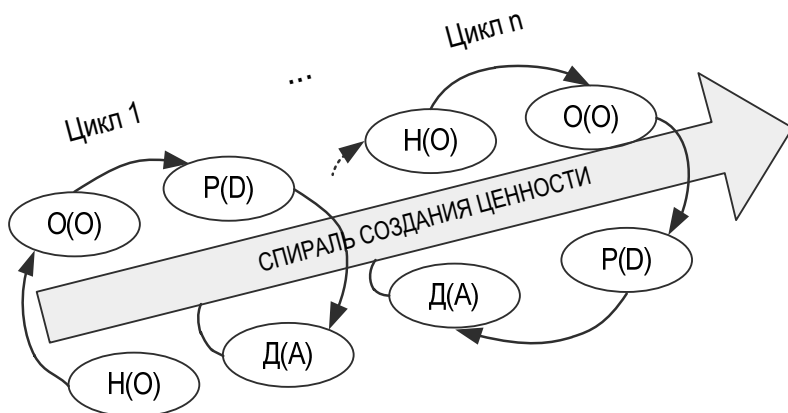 Цикл 1
...
Цикл n
О(O)
Р(D)
Н(O)
Д(A)
Н(O)
О(O)
Р(D)
Д(A)
СПИРАЛЬ СОЗДАНИЯ ЦЕННОСТИ